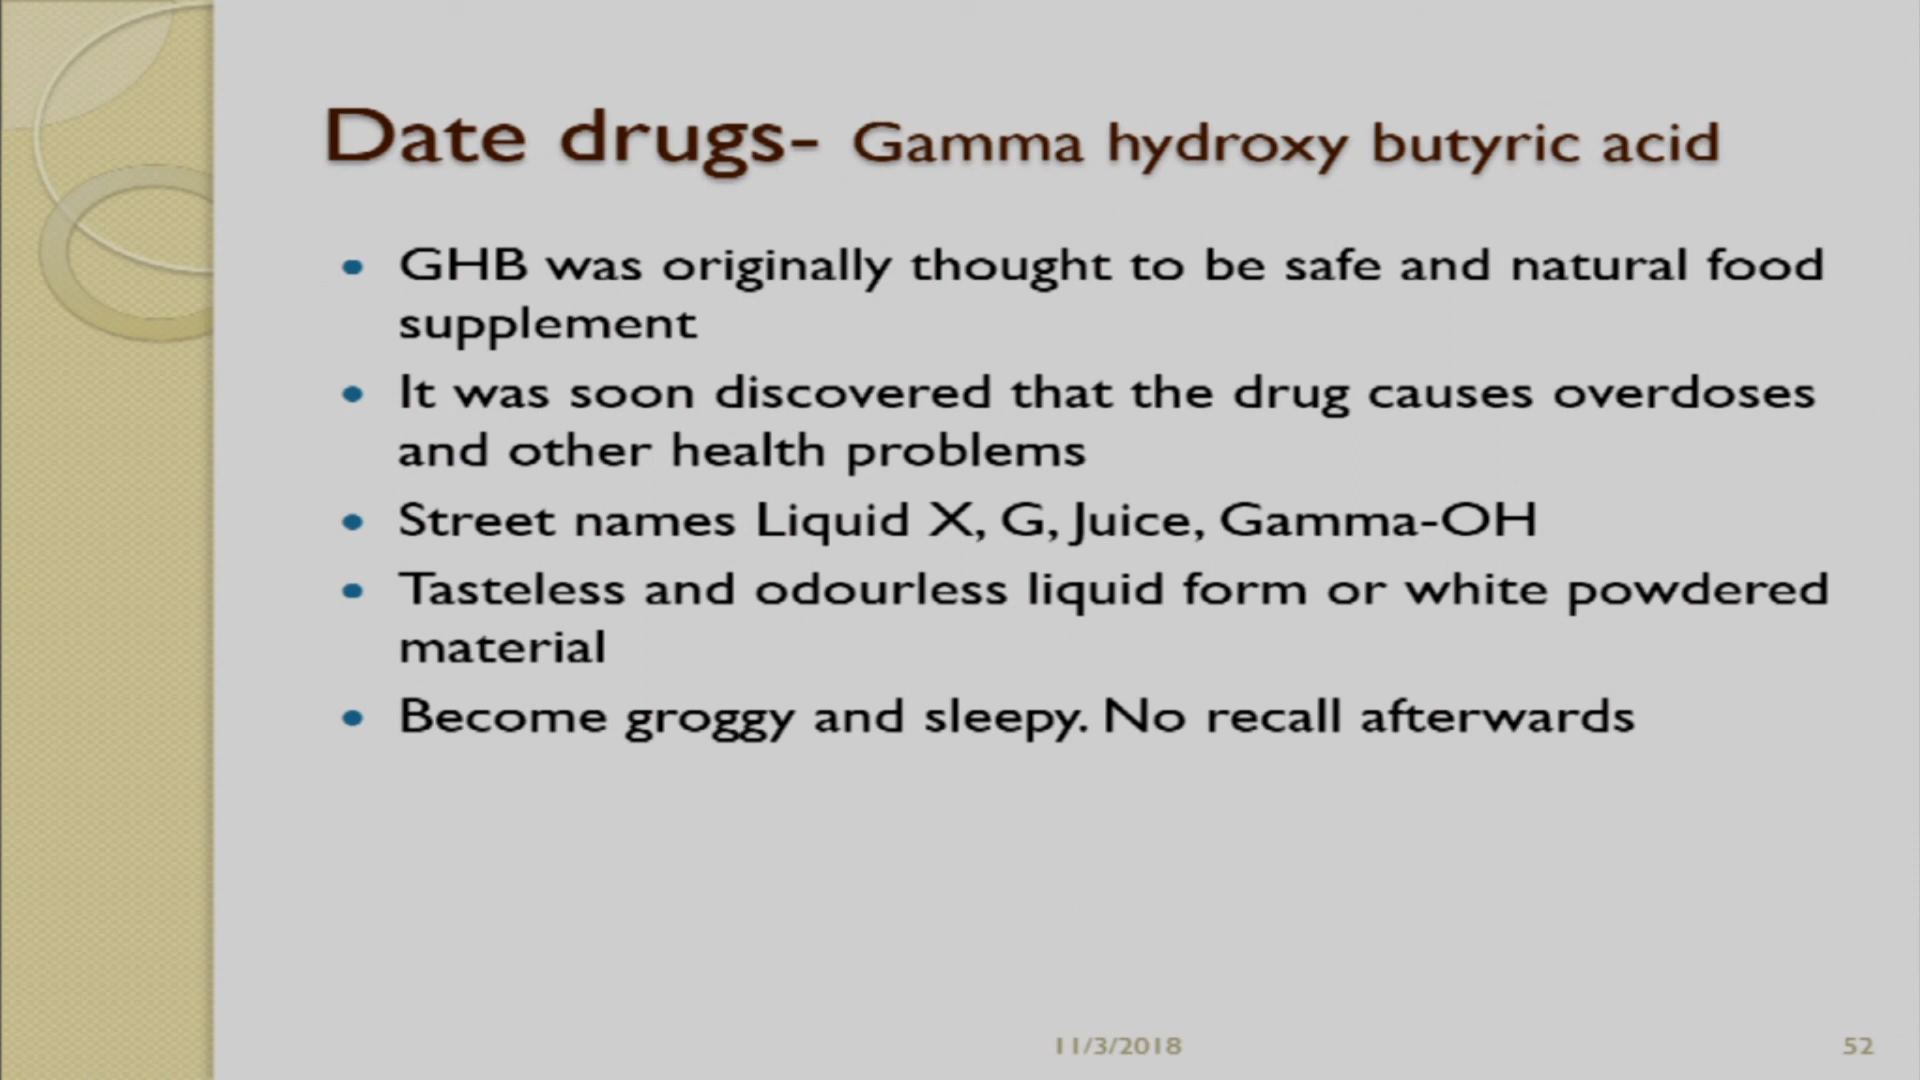 Date drugs- Gamma hydroxy butyric acid
• GHB was originally thought to be safe and natural food
supplement
• It was soon discovered that the drug causes overdoses
and other health problems
• Street names Liquid X, G, Juice, Gamma-OH
• Tasteless and odourless liquid form or white powdered
material
• Become groggy and sleepy. No recall afterwards
11/3/2018
52